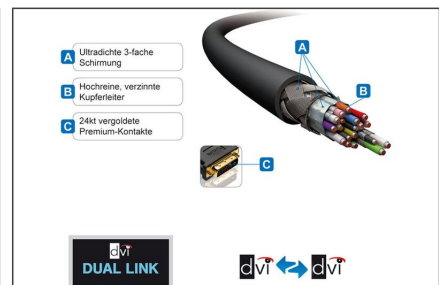 A Ultradichte 3-fache
Schirmung
B Hochreine, verzinnte
Kupferleiter
C 24kt vergoldete
Premium-Kontakte
A
B
C
dvi
DUAL LINK
dvi dvi